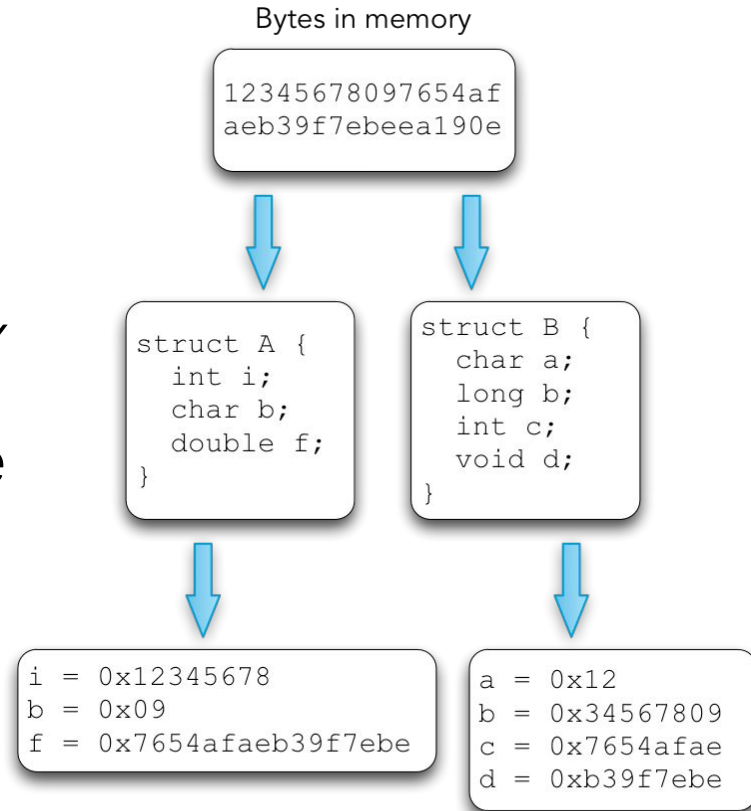 Bytes in memory
12345678097654af
aeb39f7ebeea190e
struct A {
  int i;
  char b;
  double f;
}
struct B {
  char a;
  long b;
  int c;
  void d;
}
i = 0x12345678
b = 0x09
f = 0x7654afaeb39f7ebe
a = 0x12
b = 0x34567809
c = 0x7654afae
d = 0xb39f7ebe